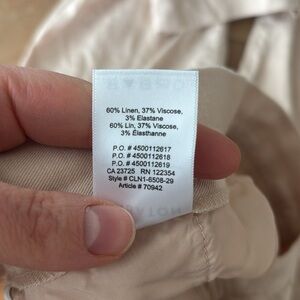 60% Linen, 37% Viscose,
3% Elastane
60% Lin, 37% Viscose,
3% Élasthanne
P.O. # 4500112617
P.O. # 4500112618
P.O. # 4500112619
CA 23725 RN 122354
Style # CLN1-6508-29
Article # 70942